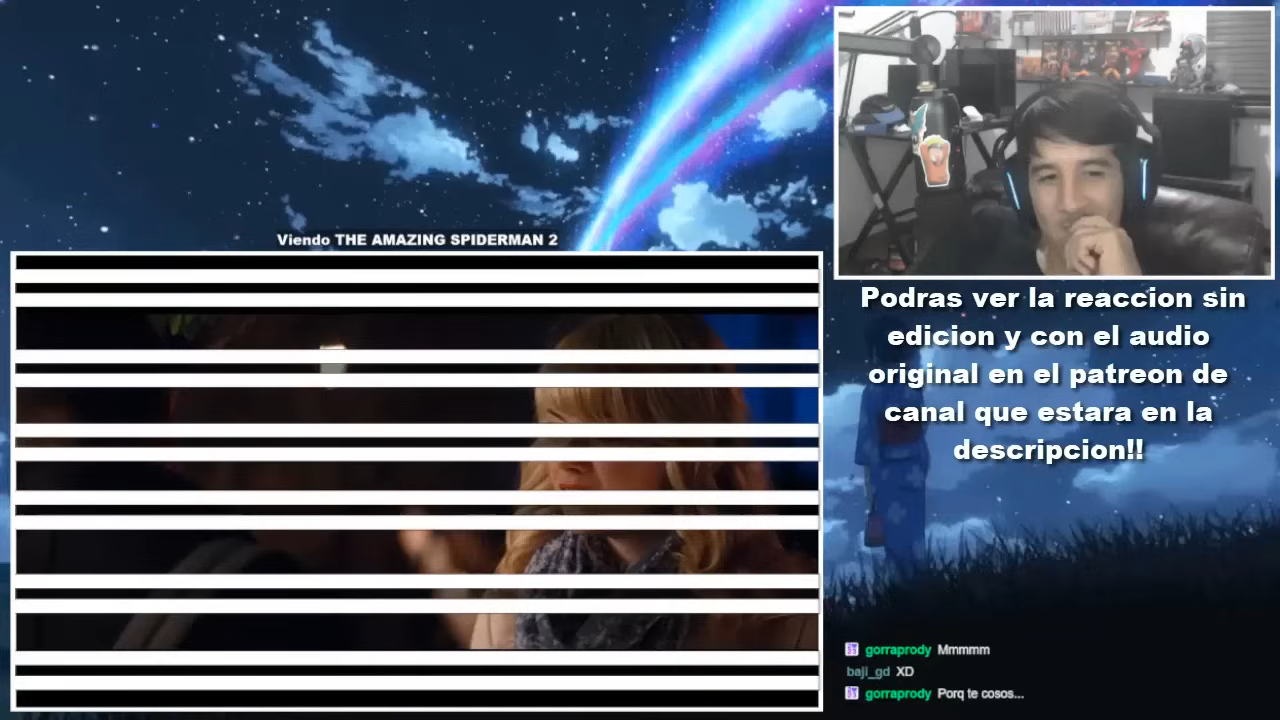 Viendo THE AMAZING SPIDERMAN 2
Podras ver la reaccion sin
edicion y con el audio
original en el patreon de
canal que estara en la
descripcion!!
gorraprody Mmmmm
baji_gd XD
gorraprody Porq te cosos...